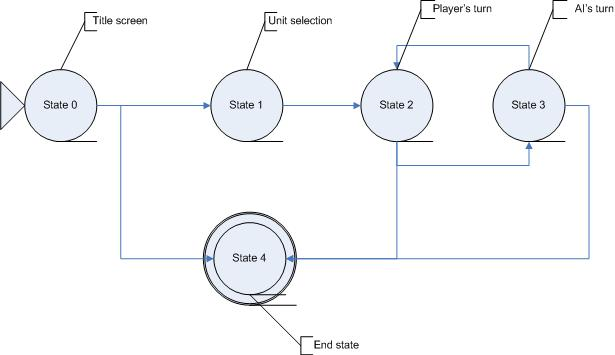 Title screen
Unit selection
Player's turn
AI's turn
State 0
State 1
State 2
State 3
State 4
End state